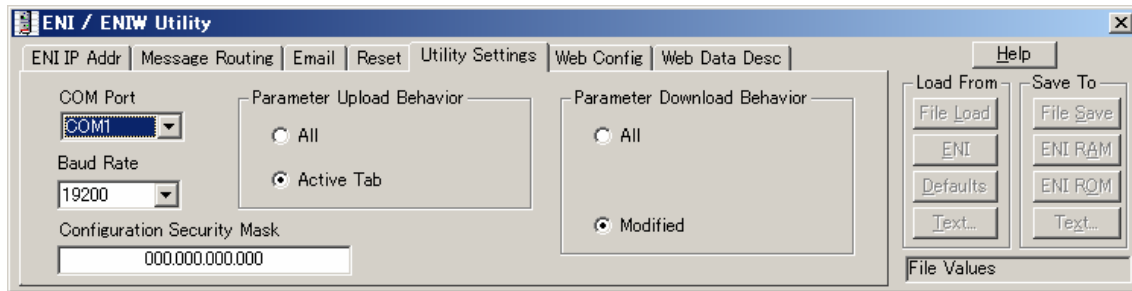 ENI / ENIW Utility
ENI IP Addr Message Routing Email Reset Utility Settings Web Config Web Data Desc
Help
COM Port
COM1
Baud Rate
19200
Configuration Security Mask
000.000.000.000
Parameter Upload Behavior
All
Active Tab
Parameter Download Behavior
All
Modified
Load From
File Load
ENI
Defaults
Text...
Save To
File Save
ENI RAM
ENI ROM
Text...
File Values